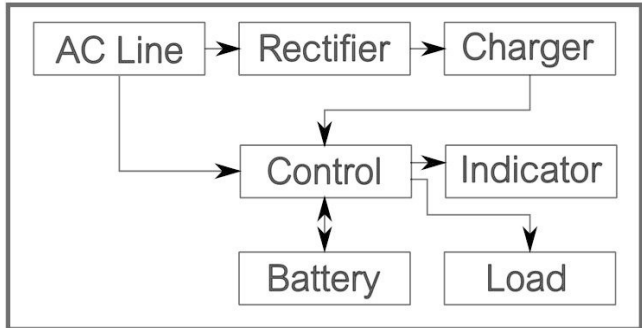 AC Line
Rectifier
Charger
Control
Indicator
Battery
Load